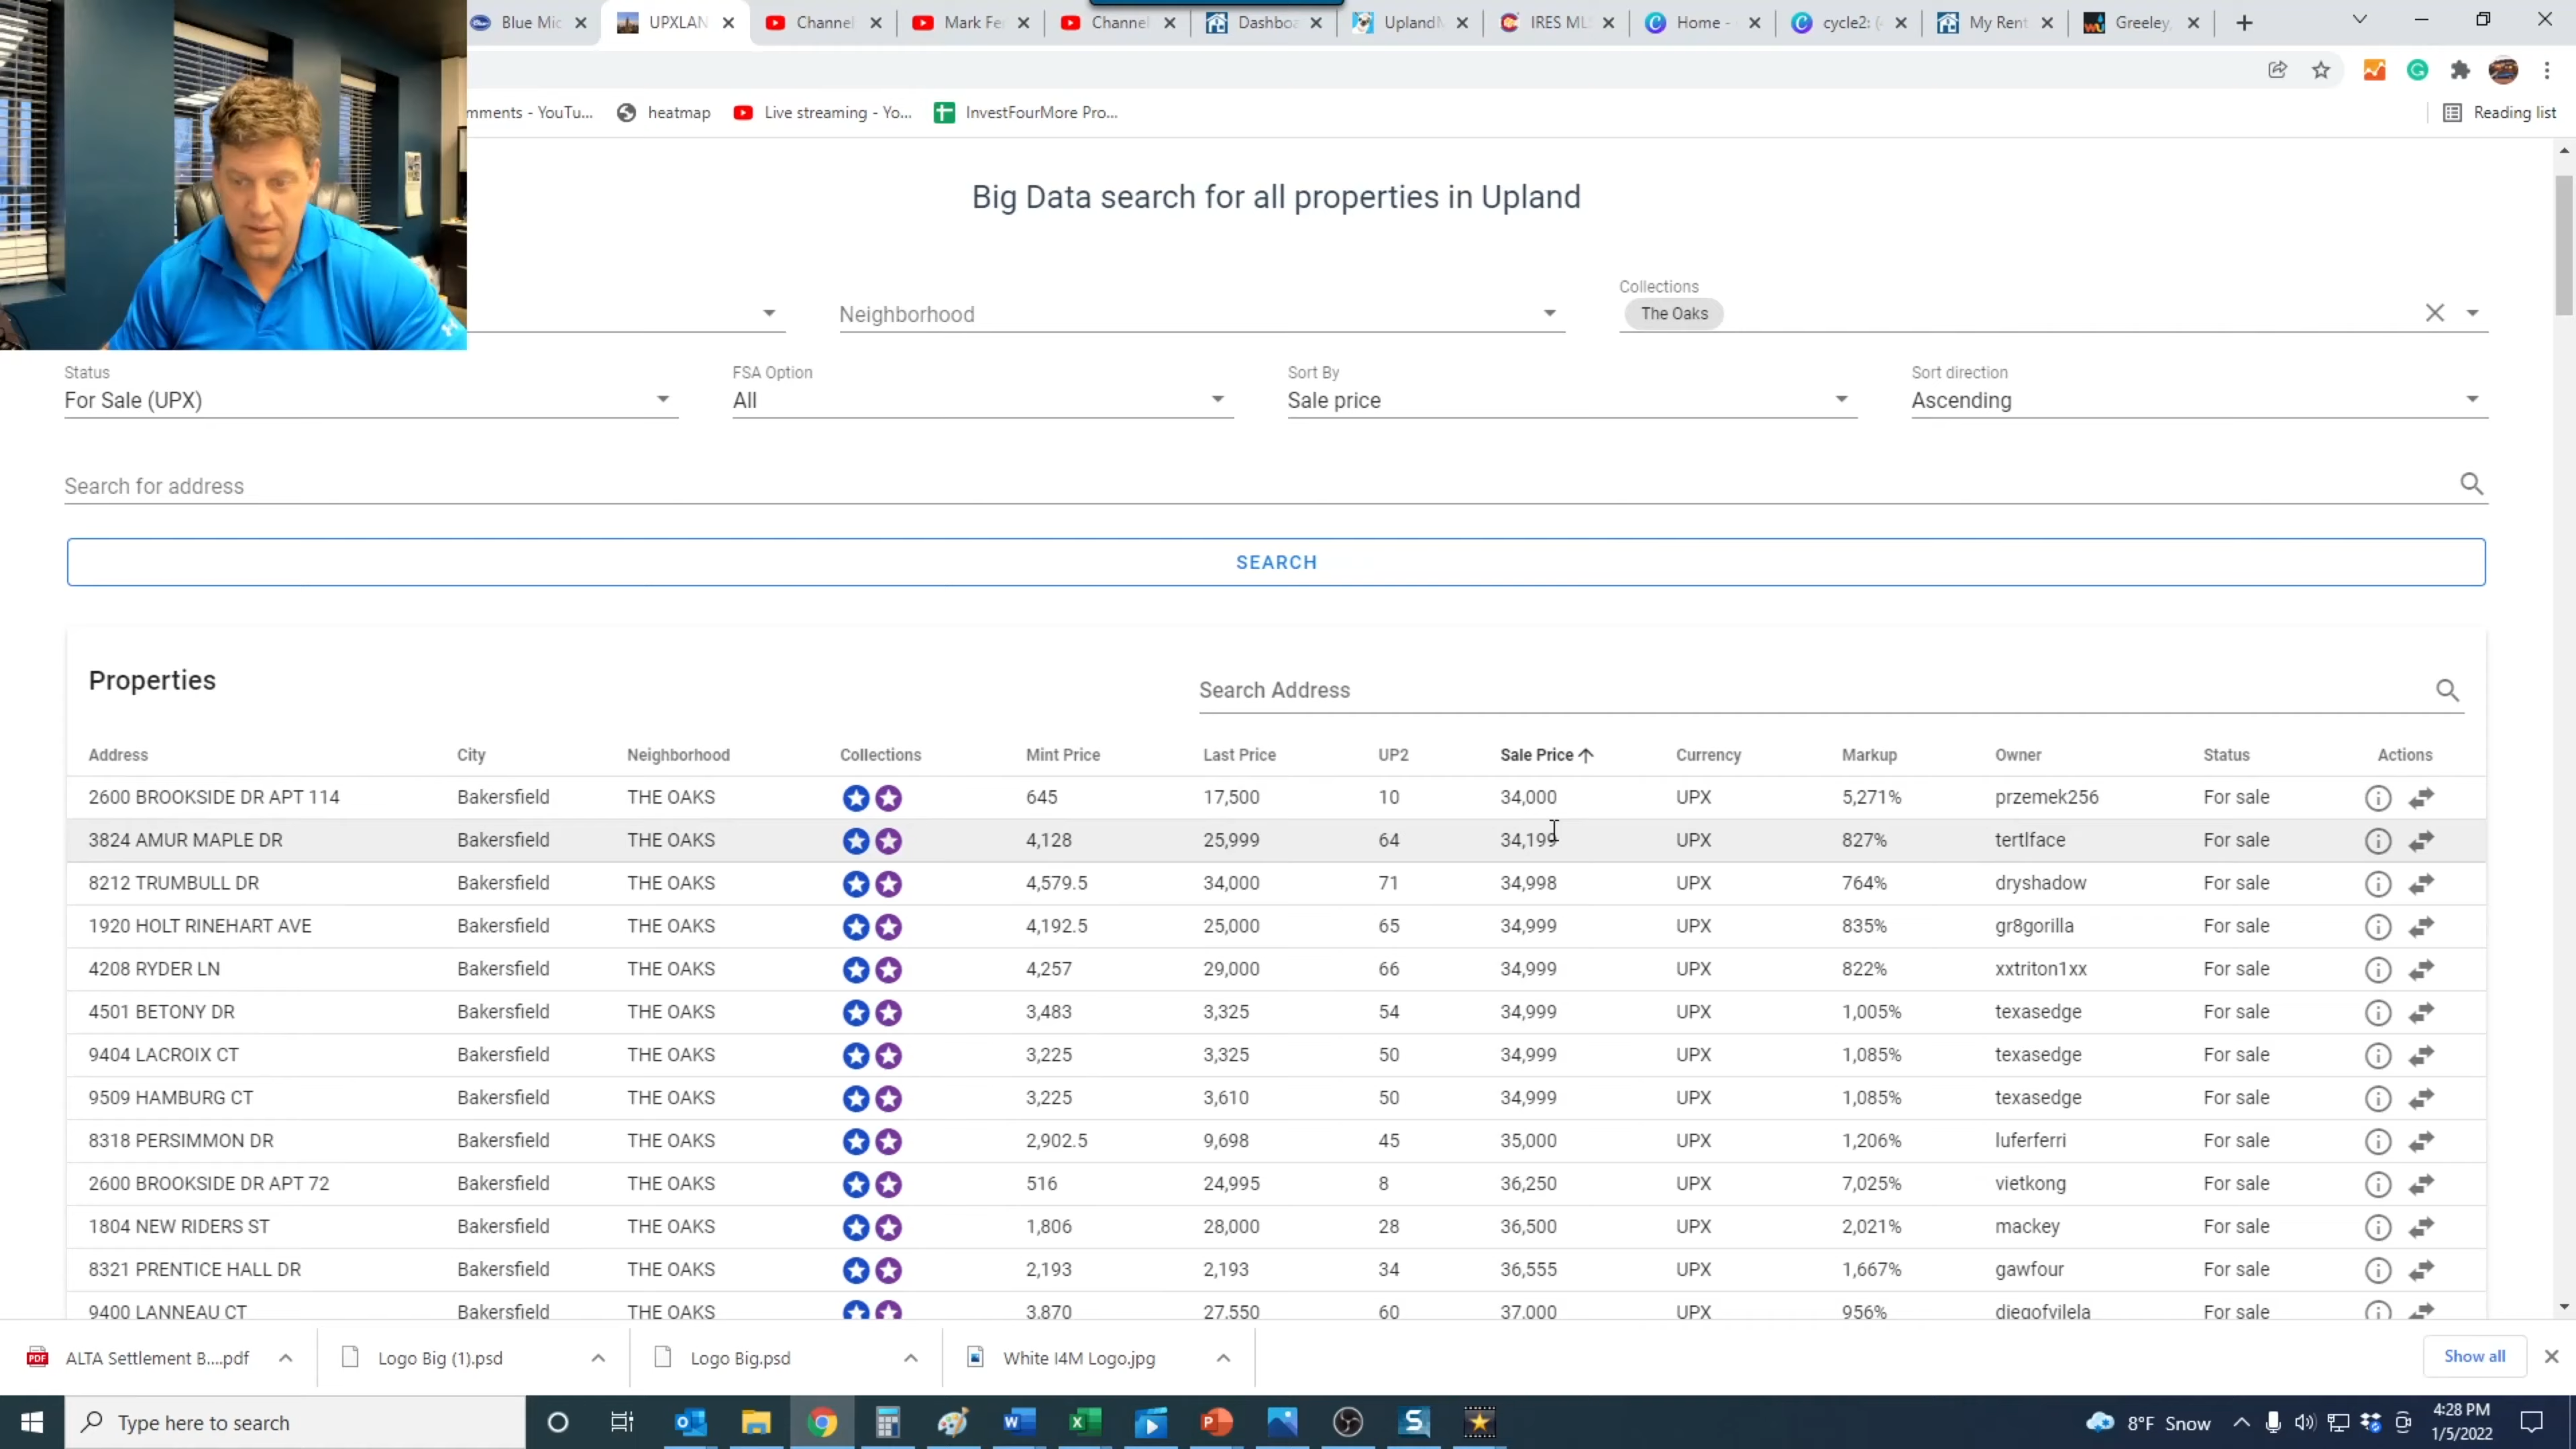 Blue Mic
UPXLAN
Channel
Mark Fe
Channel
Dashboa
Upland
IRES ML
Home -
cycle2: (
My Rent
Greeley,
mments - YouTu...
heatmap
Live streaming - Yo...
InvestFourMore Pro...
Reading list
Big Data search for all properties in Upland
Neighborhood
Collections
The Oaks
Status
For Sale (UPX)
FSA Option
All
Sort By
Sale price
Sort direction
Ascending
Search for address
SEARCH
Properties
Search Address
Address City Neighborhood Collections Mint Price Last Price UP2 Sale Price Currency Markup Owner Status Actions
2600 BROOKSIDE DR APT 114 Bakersfield THE OAKS 645 17,500 10 34,000 UPX 5,271% przemek256 For sale
3824 AMUR MAPLE DR Bakersfield THE OAKS 4,128 25,999 64 34,199 UPX 827% tertlface For sale
8212 TRUMBULL DR Bakersfield THE OAKS 4,579.5 34,000 71 34,998 UPX 764% dryshadow For sale
1920 HOLT RINEHART AVE Bakersfield THE OAKS 4,192.5 25,000 65 34,999 UPX 835% gr8gorilla For sale
4208 RYDER LN Bakersfield THE OAKS 4,257 29,000 66 34,999 UPX 822% xxtriton1xx For sale
4501 BETONY DR Bakersfield THE OAKS 3,483 3,325 54 34,999 UPX 1,005% texasedge For sale
9404 LACROIX CT Bakersfield THE OAKS 3,225 3,325 50 34,999 UPX 1,085% texasedge For sale
9509 HAMBURG CT Bakersfield THE OAKS 3,225 3,610 50 34,999 UPX 1,085% texasedge For sale
8318 PERSIMMON DR Bakersfield THE OAKS 2,902.5 9,698 45 35,000 UPX 1,206% luferferri For sale
2600 BROOKSIDE DR APT 72 Bakersfield THE OAKS 516 24,995 8 36,250 UPX 7,025% vietkong For sale
1804 NEW RIDERS ST Bakersfield THE OAKS 1,806 28,000 28 36,500 UPX 2,021% mackey For sale
8321 PRENTICE HALL DR Bakersfield THE OAKS 2,193 2,193 34 36,555 UPX 1,667% gawfour For sale
9400 LANNEAU CT Bakersfield THE OAKS 3,870 27,550 60 37,000 UPX 956% diegofvilela For sale
ALTA Settlement B....pdf
Logo Big (1).psd
Logo Big.psd
White I4M Logo.jpg
Show all
Type here to search
8°F Snow
4:28 PM
1/5/2022